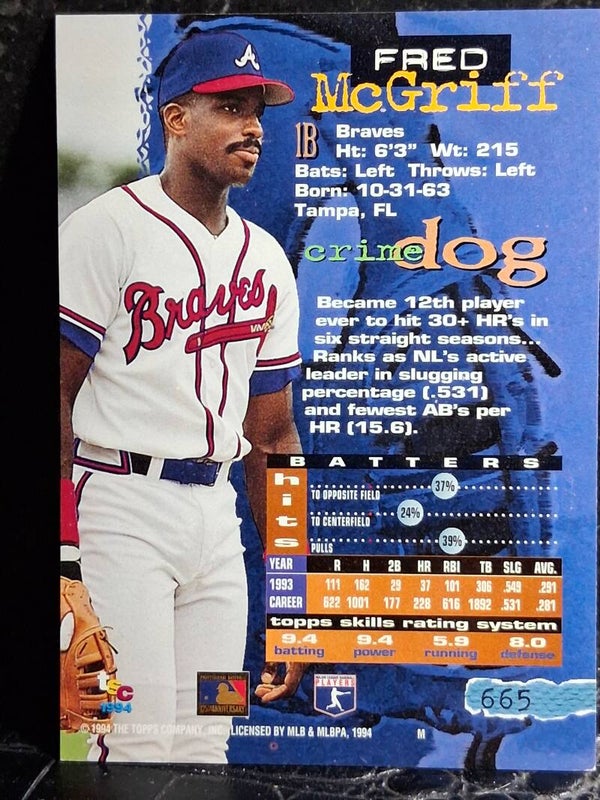 A
Braves
FRED
McGriff
1B Braves
Ht: 6'3" Wt: 215
Bats: Left Throws: Left
Born: 10-31-63
Tampa, FL
crime dog
Became 12th player
ever to hit 30+ HR's in
six straight seasons...
Ranks as NL's active
leader in slugging
percentage (.531)
and fewest AB's per
HR (15.6).
BATTERS
hits
TO OPPOSITE FIELD 37%
TO CENTERFIELD 24%
PULLS 39%
YEAR R H 2B HR RBI TB SLG AVG.
1993 111 162 29 37 101 306 .549 .291
CAREER 622 1001 177 228 616 1892 .531 .281
topps skills rating system
9.4 9.4 5.9 8.0
batting power running defense
tsc
1994
125TH ANNIVERSARY
MAJOR LEAGUE BASEBALL
PLAYERS
665
© 1994 THE TOPPS COMPANY, INC. LICENSED BY MLB & MLBPA, 1994 M